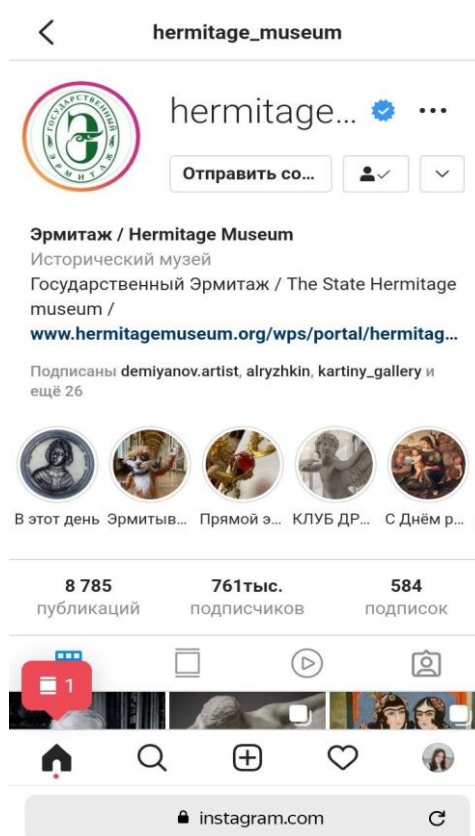 hermitage_museum
ГОСУДАРСТВЕННЫЙ
ЭРМИТАЖ
hermitage...
Отправить со...
Эрмитаж / Hermitage Museum
Исторический музей
Государственный Эрмитаж / The State Hermitage
museum /
www.hermitagemuseum.org/wps/portal/hermitag...
Подписаны demiyanov.artist, alryzhkin, kartiny_gallery и
ещё 26
В этот день Эрмитыв... Прямой э... КЛУБ ДР... С Днём р...
8 785 761тыс. 584
публикаций подписчиков подписок
1
instagram.com